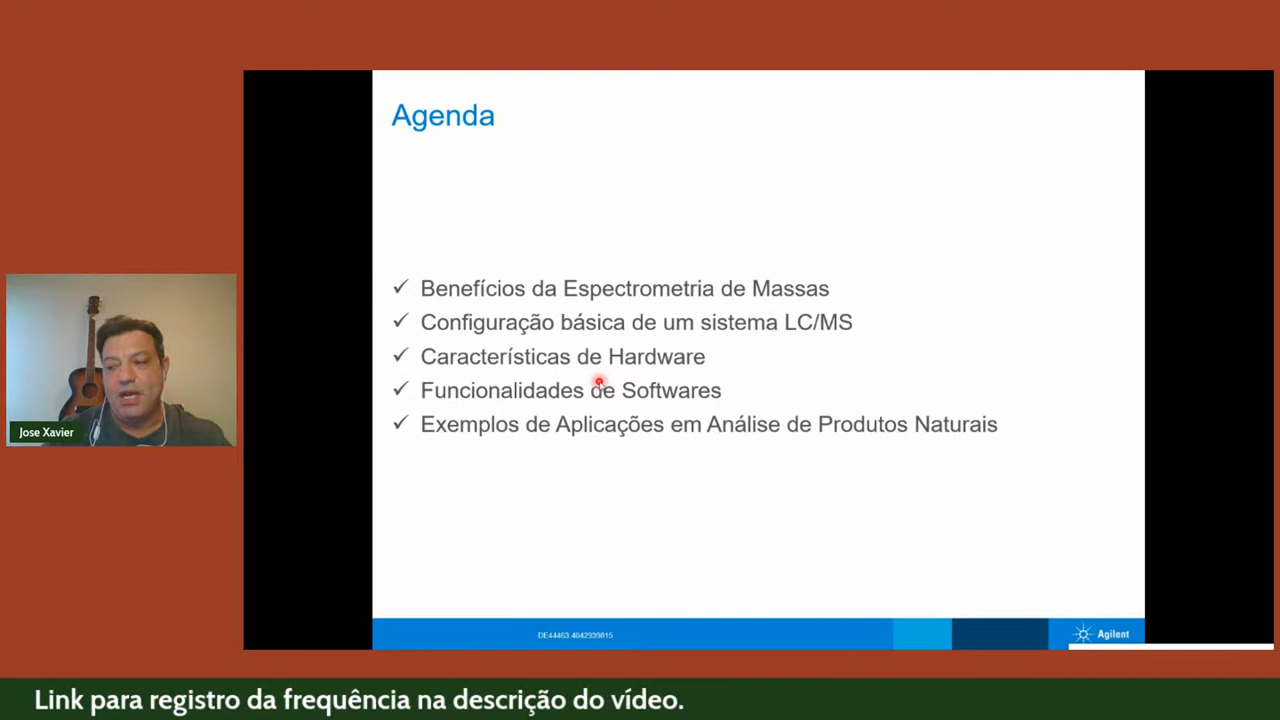 Agenda
Benefícios da Espectrometria de Massas
Configuração básica de um sistema LC/MS
Características de Hardware
Funcionalidades de Softwares
Exemplos de Aplicações em Análise de Produtos Naturais
Jose Xavier
DE44463.4042939815
Agilent
Link para registro da frequência na descrição do vídeo.